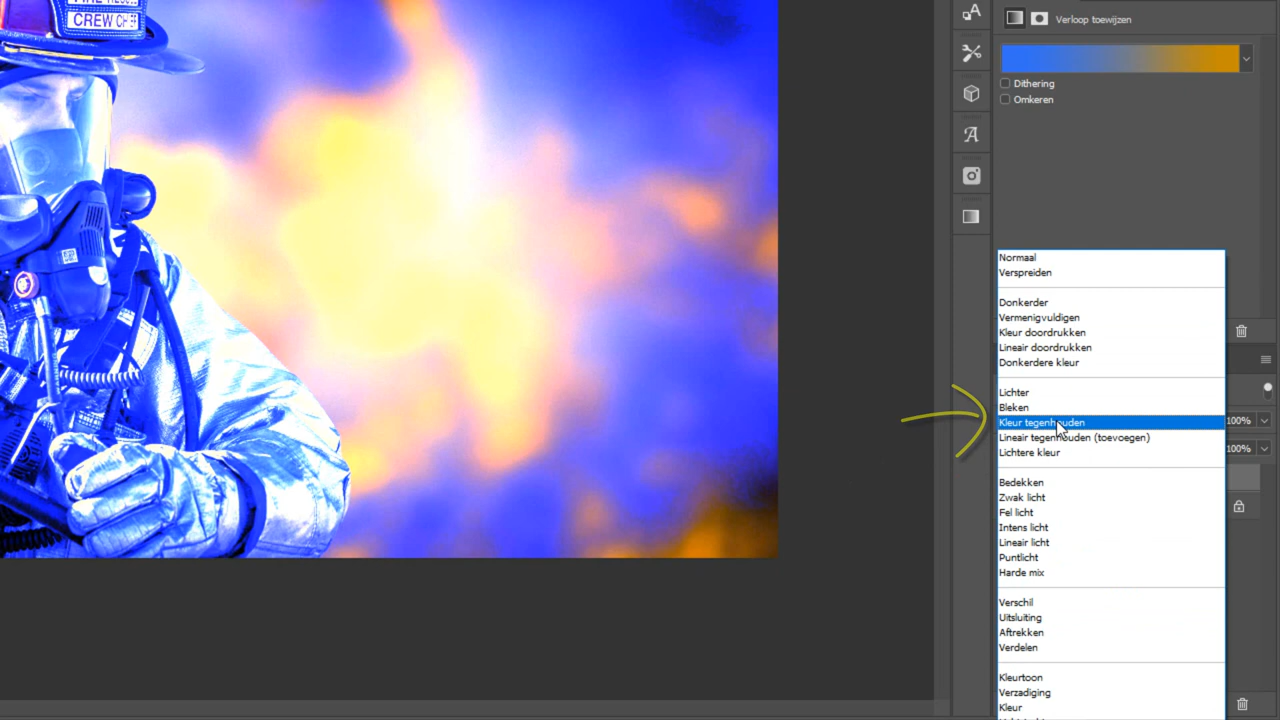 CREW CH
Verloop toewijzen
Dithering
Omkeren
Normaal
Verspreiden
Donkerder
Vermenigvuldigen
Kleur doordrukken
Lineair doordrukken
Donkerdere kleur
Lichter
Bleken
Kleur tegenhouden
100%
Lineair tegenhouden (toevoegen)
100%
Lichtere kleur
Bedekken
Zwak licht
Fel licht
Intens licht
Lineair licht
Puntlicht
Harde mix
Verschil
Uitsluiting
Aftrekken
Verdelen
Kleurtoon
Verzadiging
Kleur